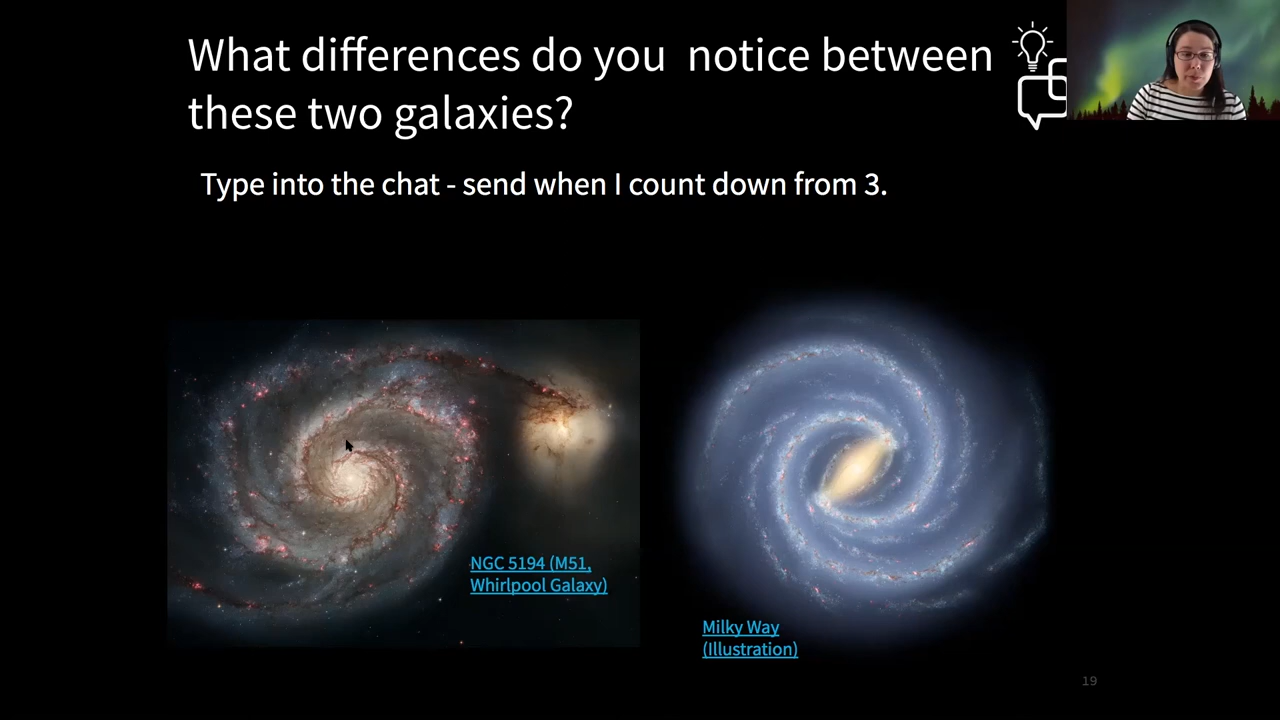 What differences do you  notice between
these two galaxies?
Type into the chat - send when I count down from 3.
NGC 5194 (M51,
Whirlpool Galaxy)
Milky Way
(Illustration)
19